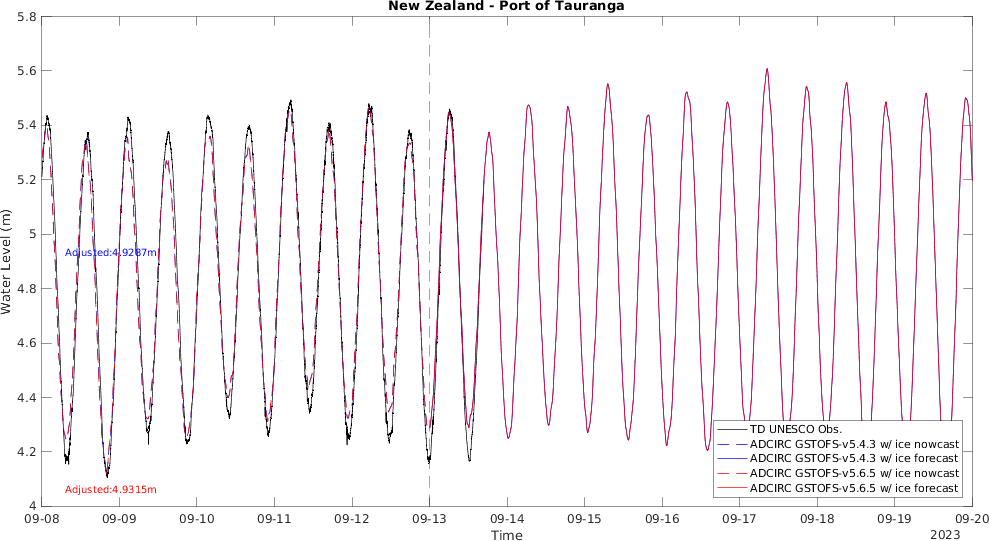 New Zealand - Port of Tauranga
Water Level (m)
5.8
5.6
5.4
5.2
5
4.8
4.6
4.4
4.2
4
Adjusted:4.9287m
Adjusted:4.9315m
TD UNESCO Obs.
ADCIRC GSTOFS-v5.4.3 w/ ice nowcast
ADCIRC GSTOFS-v5.4.3 w/ ice forecast
ADCIRC GSTOFS-v5.6.5 w/ ice nowcast
ADCIRC GSTOFS-v5.6.5 w/ ice forecast
09-08 09-09 09-10 09-11 09-12 09-13 09-14 09-15 09-16 09-17 09-18 09-19 09-20
Time
2023